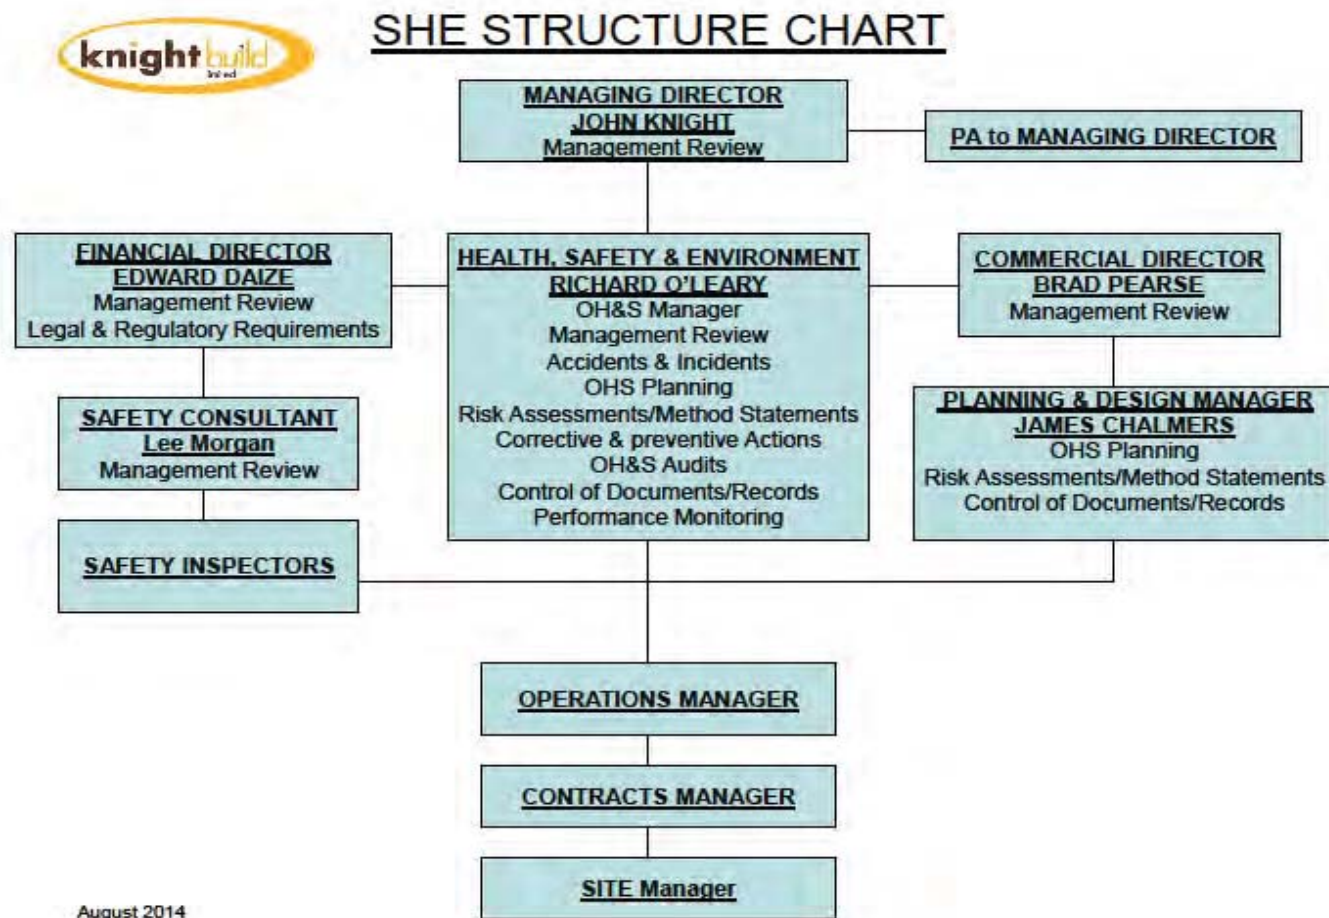 SHE STRUCTURE CHART
knightbuild
limited
MANAGING DIRECTOR
JOHN KNIGHT
Management Review
PA to MANAGING DIRECTOR
FINANCIAL DIRECTOR
EDWARD DAIZE
Management Review
Legal & Regulatory Requirements
HEALTH, SAFETY & ENVIRONMENT
RICHARD O'LEARY
OH&S Manager
Management Review
Accidents & Incidents
OHS Planning
Risk Assessments/Method Statements
Corrective & preventive Actions
OH&S Audits
Control of Documents/Records
Performance Monitoring
COMMERCIAL DIRECTOR
BRAD PEARSE
Management Review
SAFETY CONSULTANT
Lee Morgan
Management Review
PLANNING & DESIGN MANAGER
JAMES CHALMERS
OHS Planning
Risk Assessments/Method Statements
Control of Documents/Records
SAFETY INSPECTORS
OPERATIONS MANAGER
CONTRACTS MANAGER
SITE Manager
August 2014